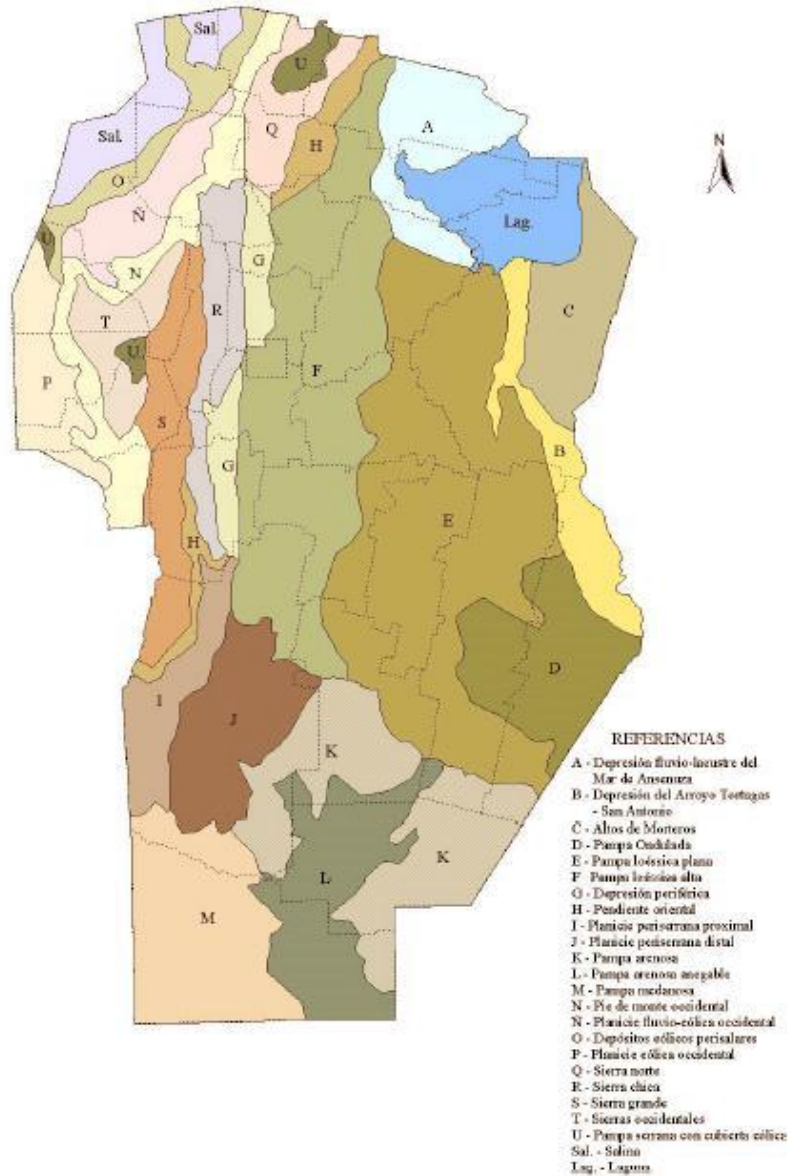 Sal.
U
N
Q
A
Sal.
H
O
Lag.
Ñ
U
N
G
C
R
T
U
F
P
S
B
G
E
H
D
I
J
K
K
L
M
REFERENCIAS
A - Depresión fluvio-lacustre del
Mar de Ansenuza
B - Depresión del Arroyo Tortugas
- San Antonio
C - Altos de Morteros
D - Pampa Ondulada
E - Pampa loéssica plana
F Pampa loéssica alta
G - Depresión periférica
H - Pendiente oriental
I - Planicie periserrana proximal
J - Planicie periserrana distal
K - Pampa arenosa
L - Pampa arenosa anegable
M - Pampa medanosa
N - Pie de monte occidental
Ñ - Planicie fluvio-eólica occidental
O - Depósitos eólicos perisalares
P - Planicie eólica occidental
Q - Sierra norte
R - Sierra chica
S - Sierra grande
T - Sierras occidentales
U - Pampa serrana con cubierta eólica
Sal. - Salina
Lag. - Laguna